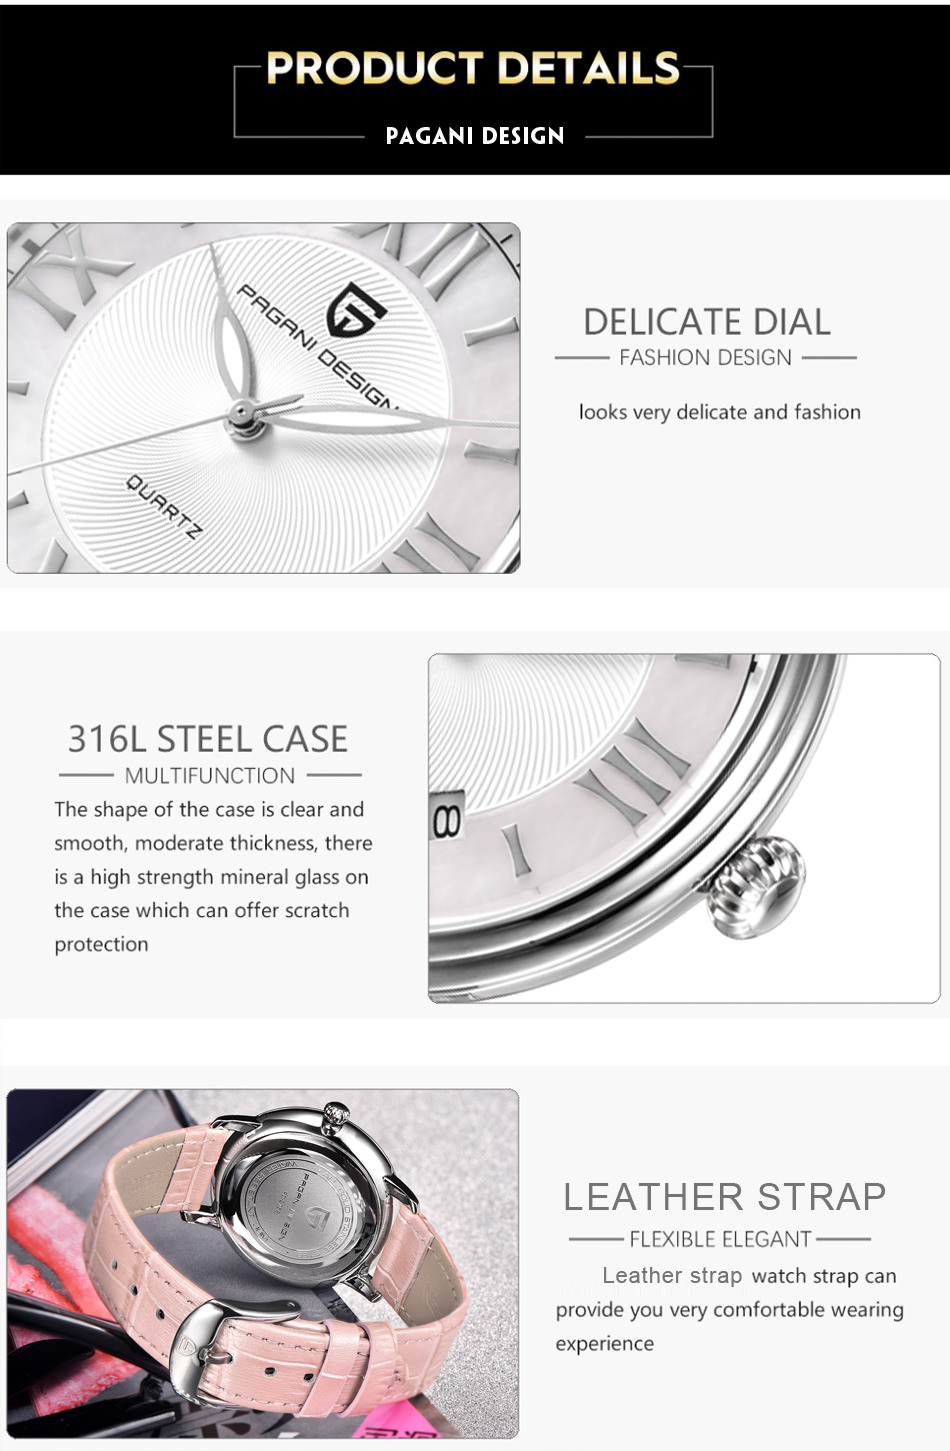 PRODUCT DETAILS
PAGANI DESIGN
PAGANI DESIGN
QUARTZ
DELICATE DIAL
FASHION DESIGN
looks very delicate and fashion
316L STEEL CASE
MULTIFUNCTION
The shape of the case is clear and
smooth, moderate thickness, there
is a high strength mineral glass on
the case which can offer scratch
protection
8
LEATHER STRAP
FLEXIBLE ELEGANT
Leather strap watch strap can
provide you very comfortable wearing
experience